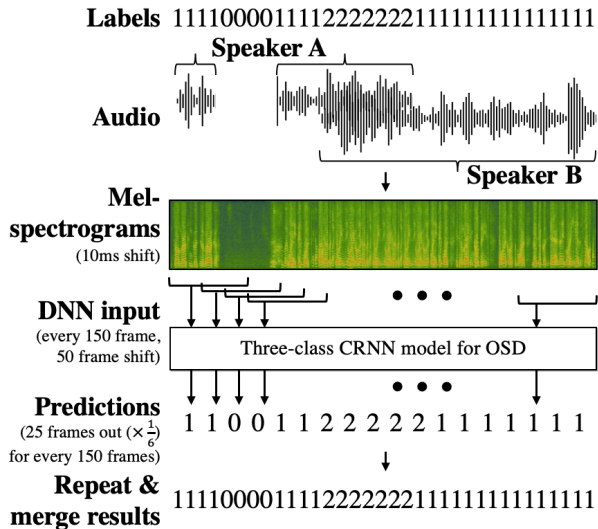 Labels 1111000011112222222211111111111111111
Speaker A
Audio
Speaker B
Mel-
spectrograms
(10ms shift)
DNN input
(every 150 frame,
50 frame shift)
Three-class CRNN model for OSD
Predictions
(25 frames out (×1/6)
for every 150 frames)
1 1 0 0 1 1 2 2 2 2 2 1 1 1 1 1 1 1
Repeat &
merge results
1111000011112222222211111111111111111